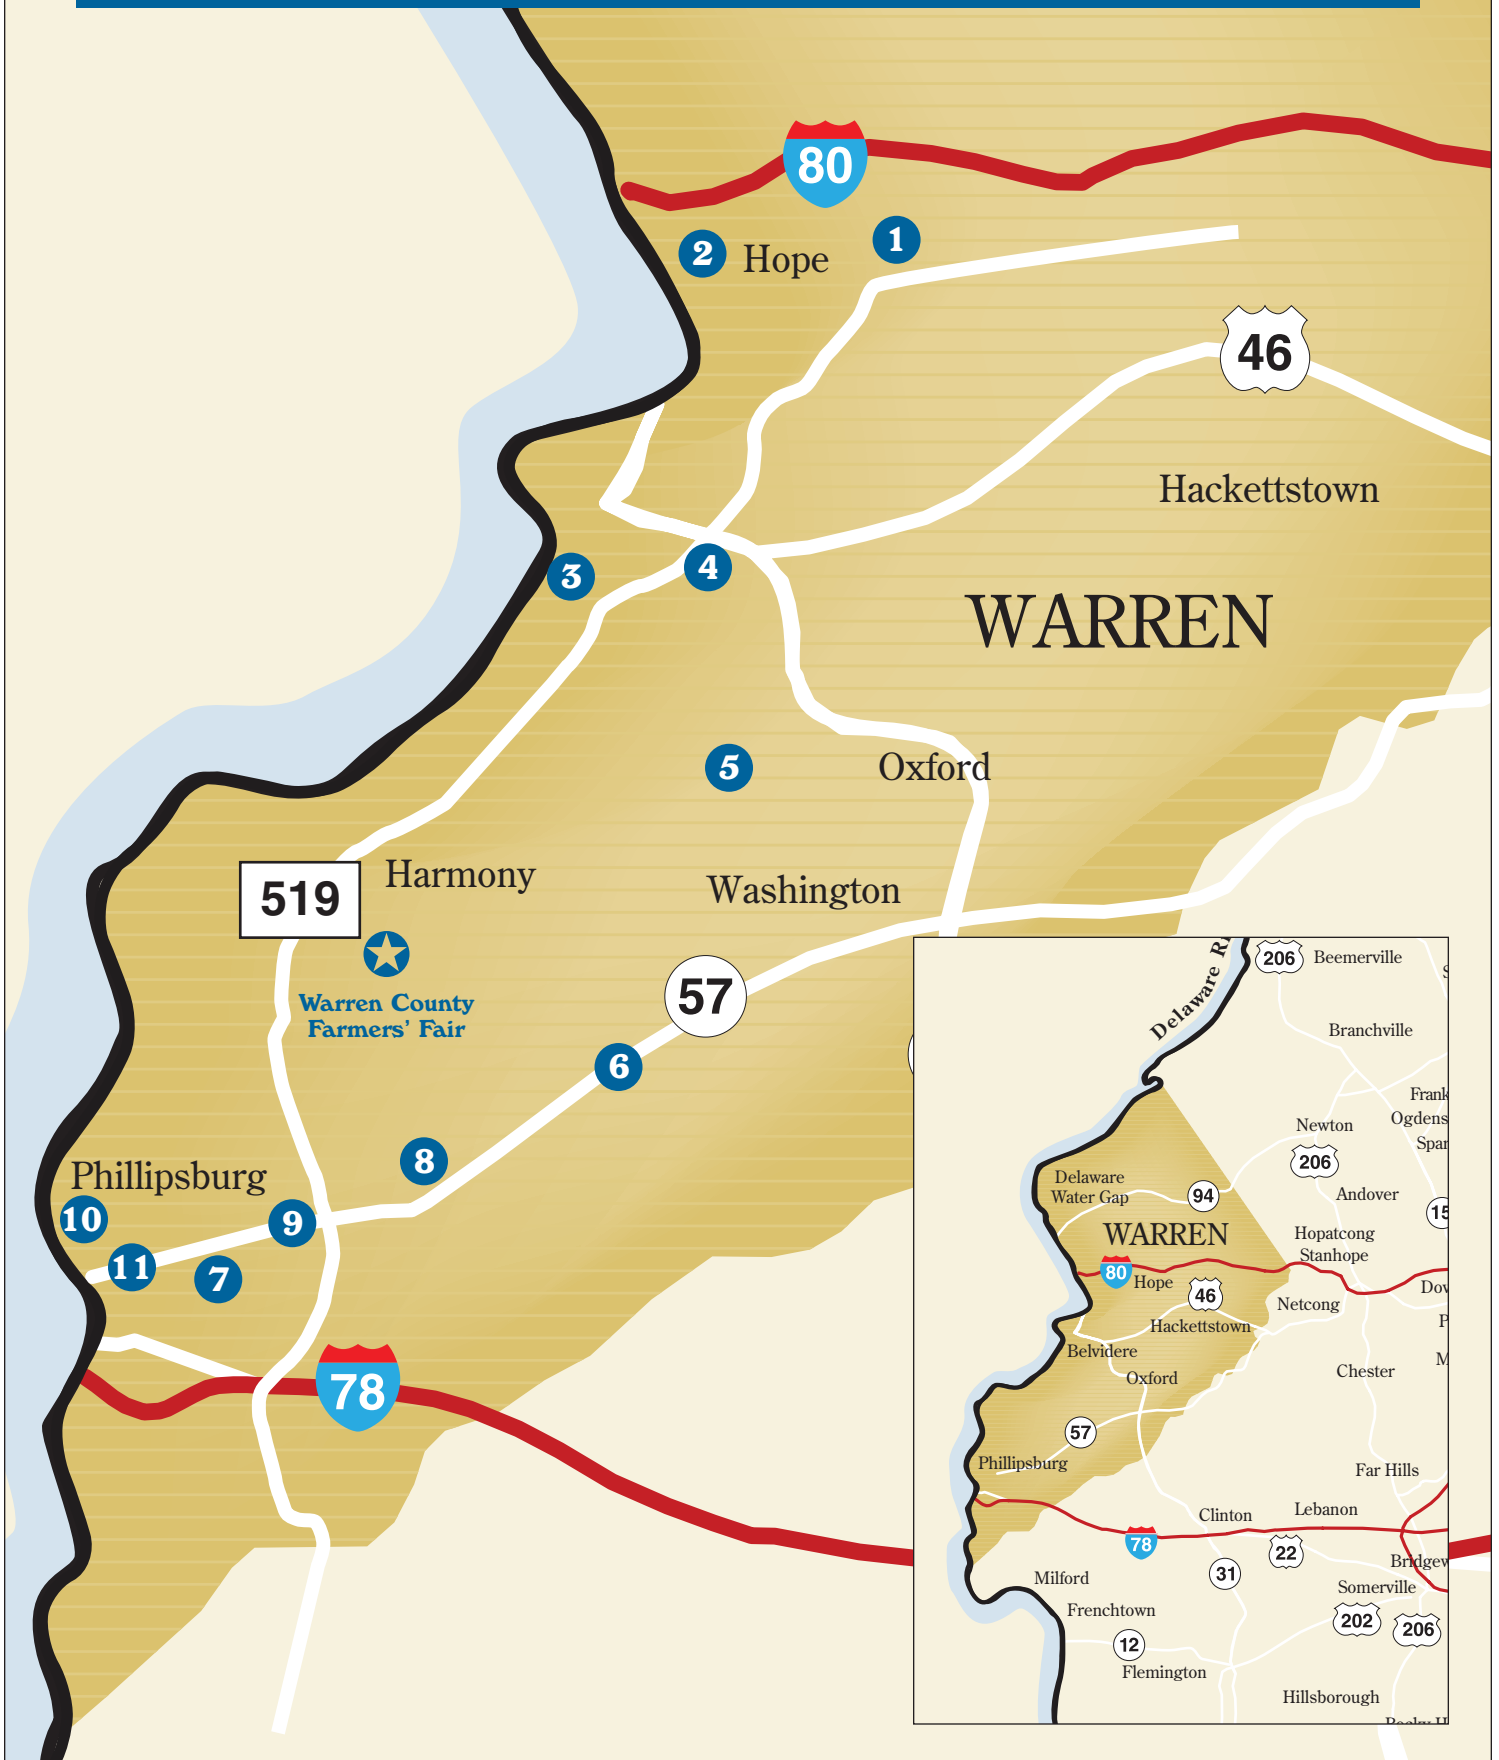 80
1
2
Hope
46
Hackettstown
3
4
WARREN
5
Oxford
Harmony
519
Washington
Warren County
Farmers' Fair
57
6
8
Phillipsburg
10
9
11
7
78
Delaware
206
Beemerville
Branchville
Newton
206
Andover
15
Delaware
Water Gap
94
WARREN
Hopatcong
Stanhope
80
Hope
46
Netcong
Hackettstown
Belvidere
Chester
Oxford
57
Phillipsburg
Far Hills
Clinton
Lebanon
78
22
31
Milford
Somerville
Frenchtown
202
206
12
Flemington
Hillsborough